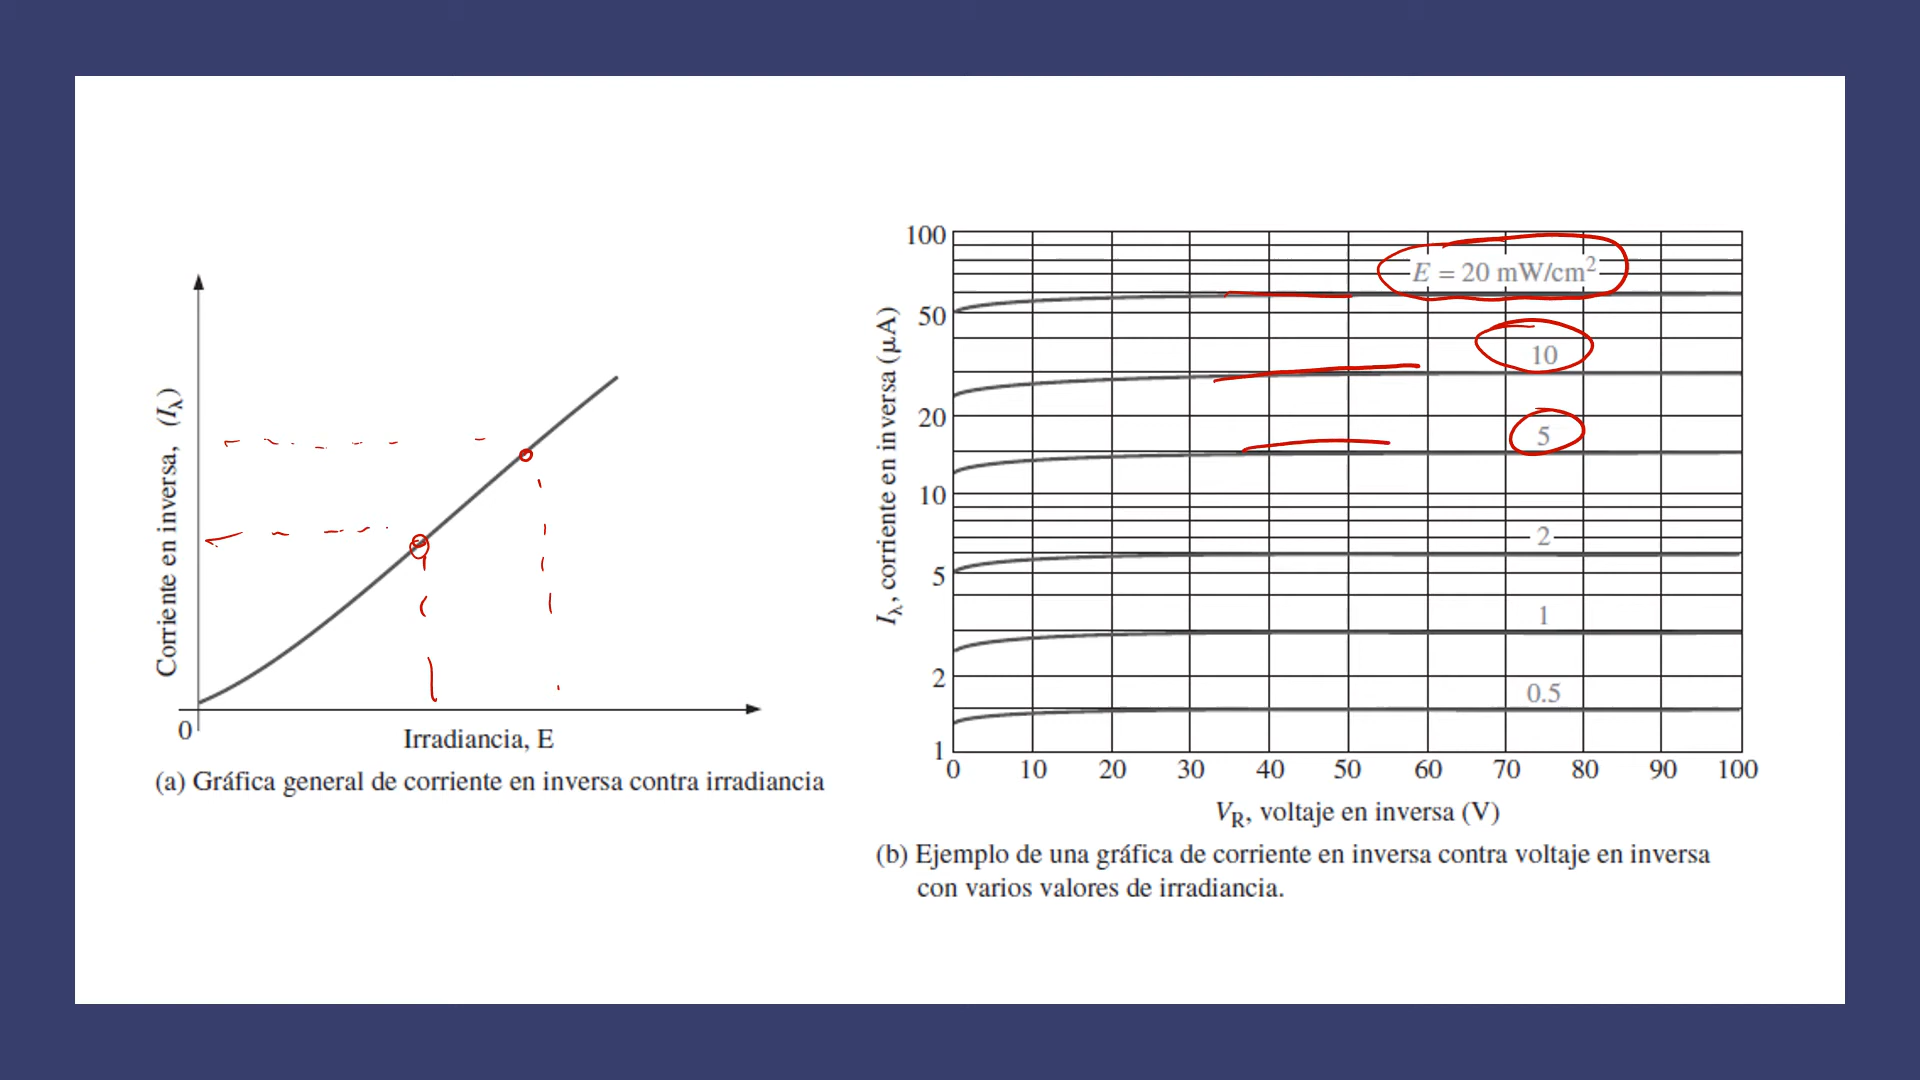 Corriente en inversa, (Iλ)
0
Irradiancia, E
(a) Gráfica general de corriente en inversa contra irradiancia
Iλ, corriente en inversa (μA)
100
50
20
10
5
2
1
E = 20 mW/cm²
10
5
2
1
0.5
0 10 20 30 40 50 60 70 80 90 100
VR, voltaje en inversa (V)
(b) Ejemplo de una gráfica de corriente en inversa contra voltaje en inversa
con varios valores de irradiancia.